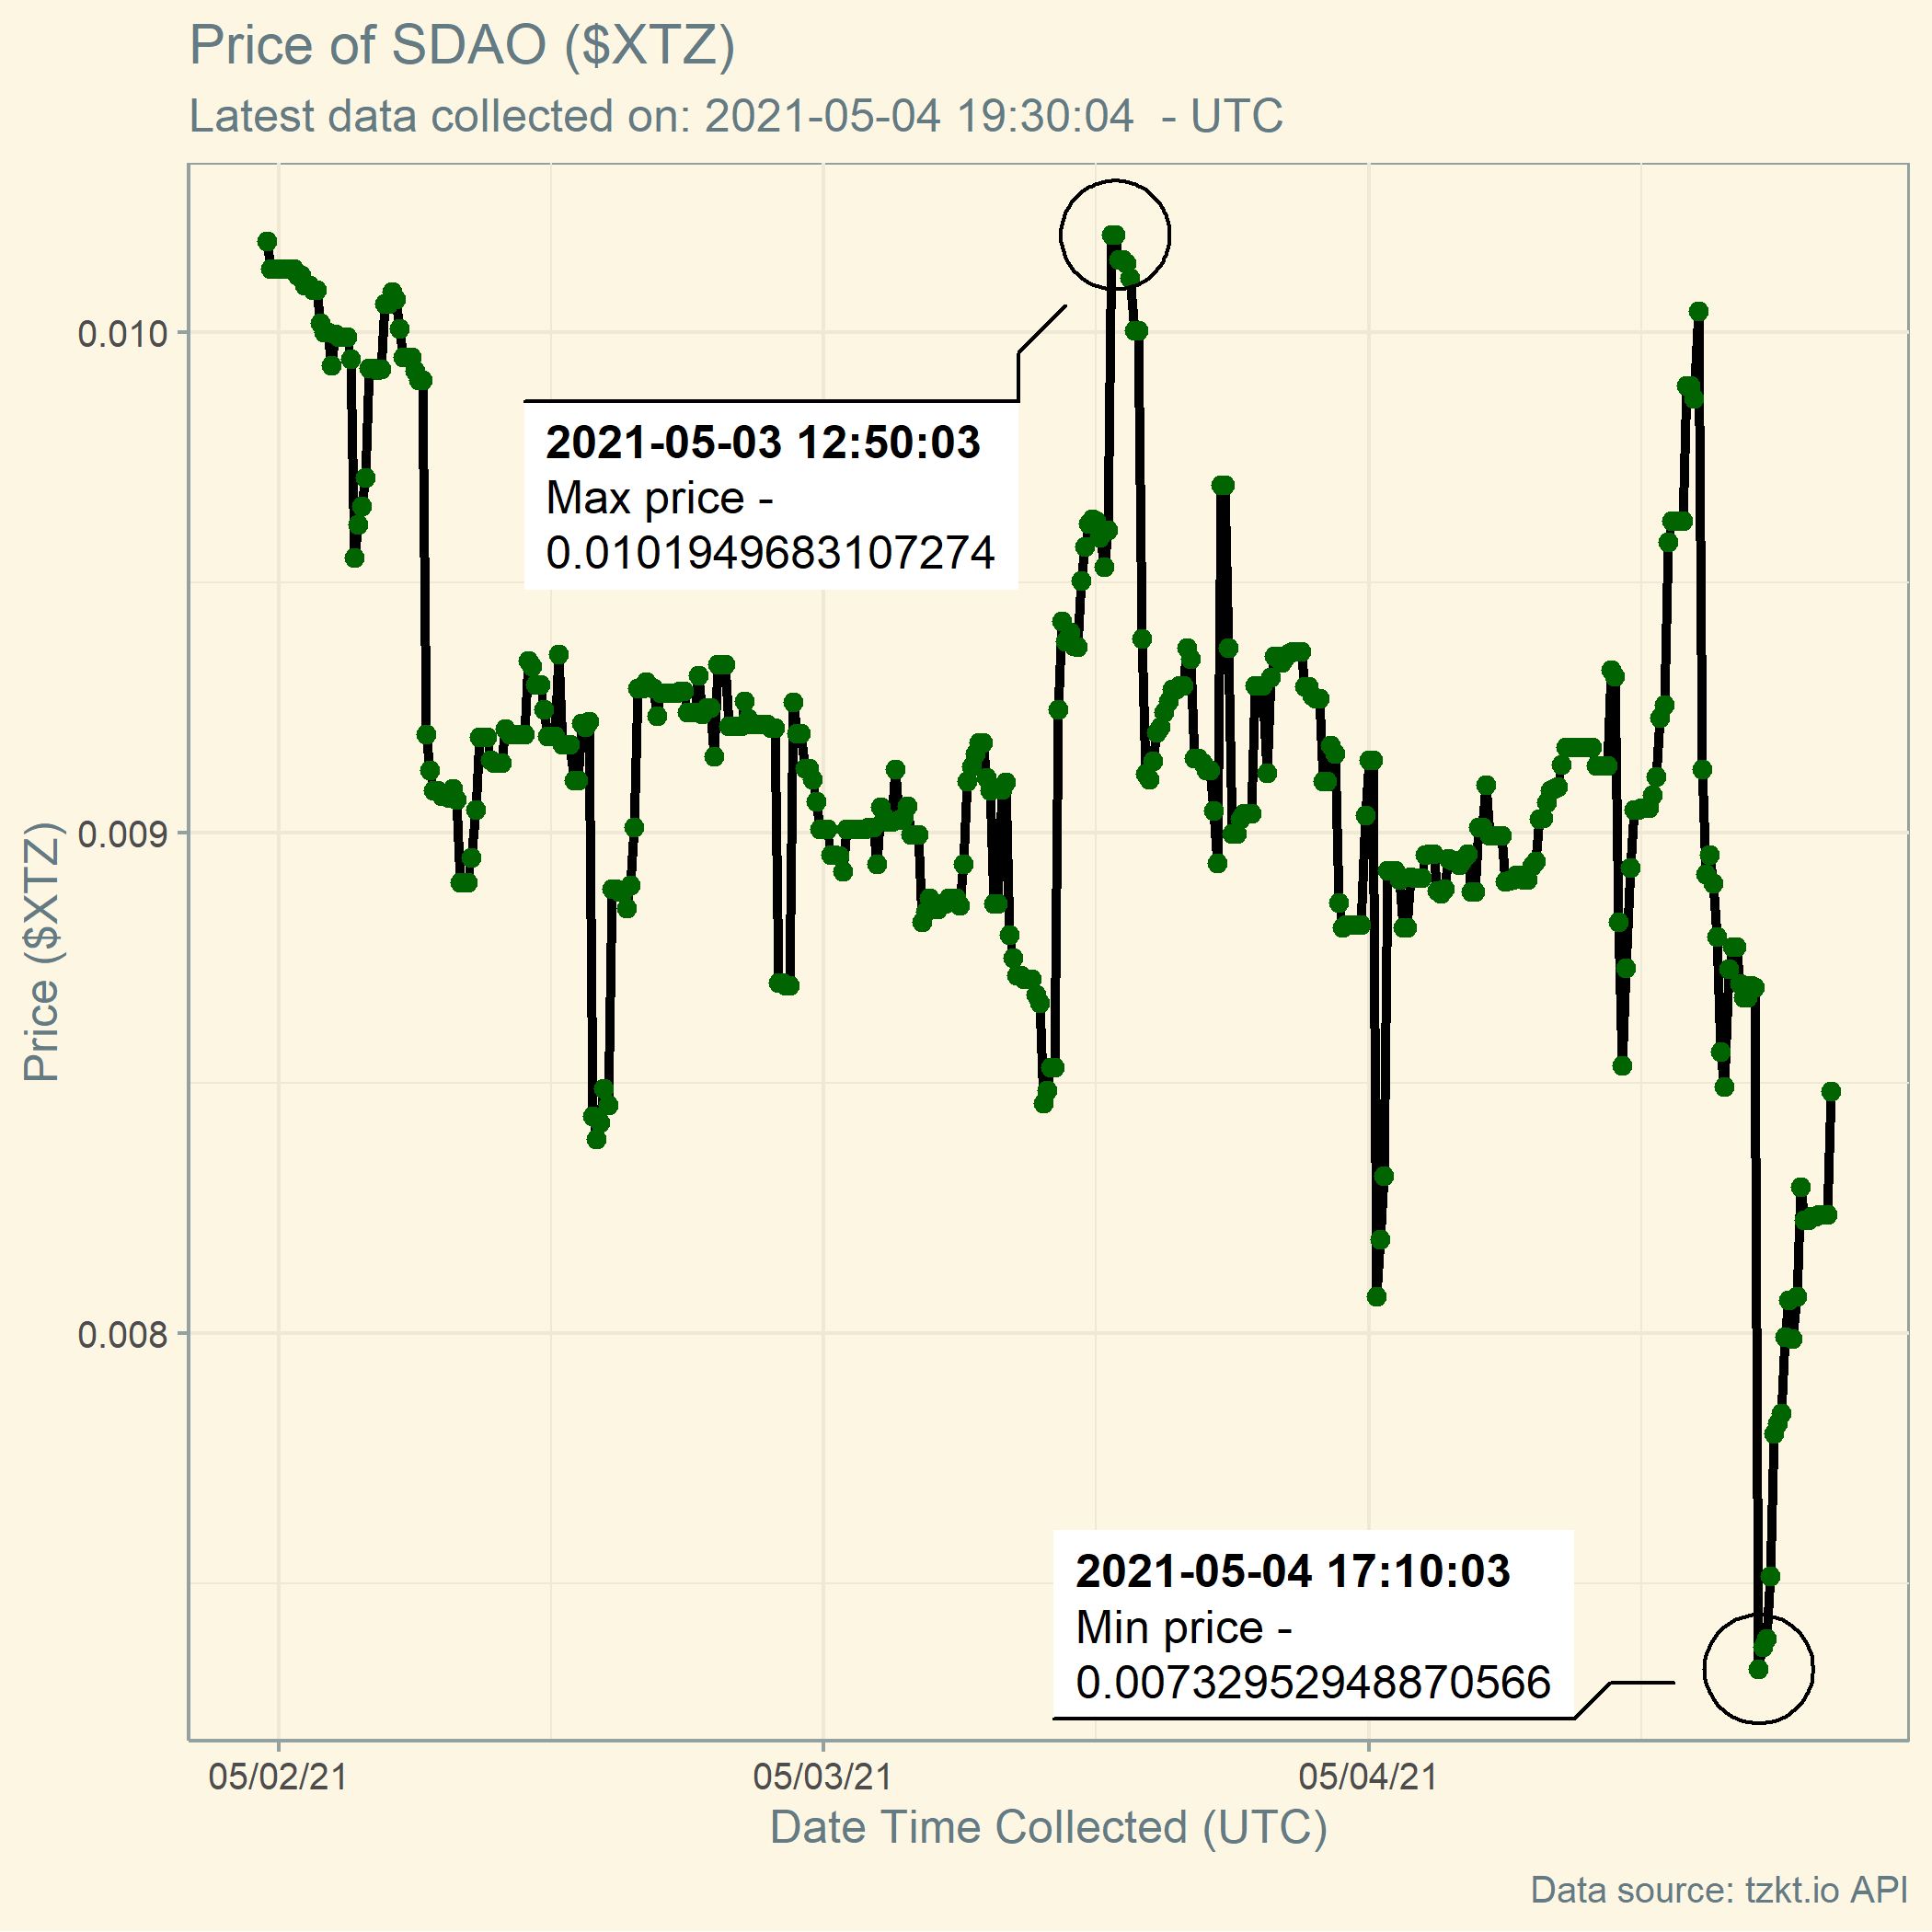 Price of SDAO ($XTZ)
Latest data collected on: 2021-05-04 19:30:04  - UTC
0.010
2021-05-03 12:50:03
Max price -
0.0101949683107274
Price ($XTZ)
0.009
0.008
2021-05-04 17:10:03
Min price -
0.00732952948870566
05/02/21
05/03/21
05/04/21
Date Time Collected (UTC)
Data source: tzkt.io API